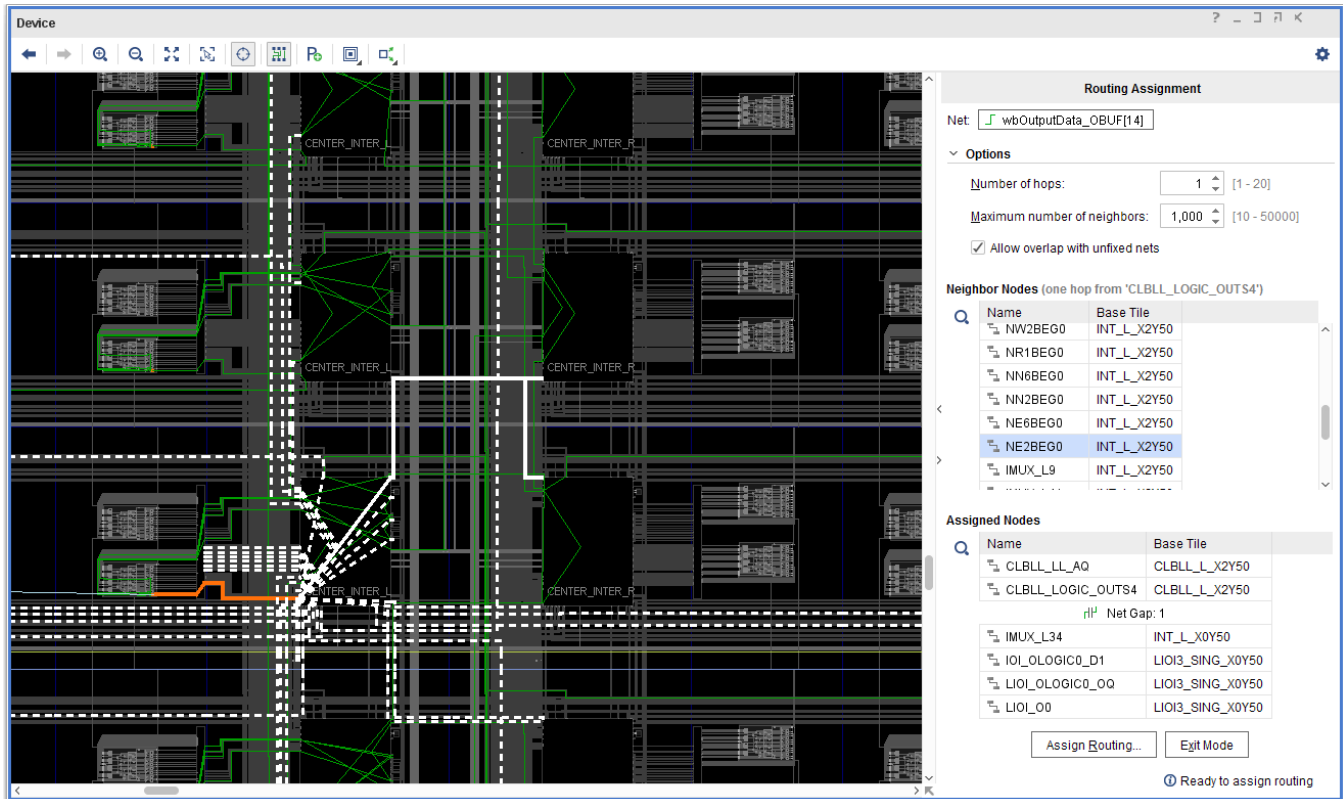 Device
CENTER_INTER_L
CENTER_INTER_R
CENTER_INTER_L
CENTER_INTER_R
CENTER_INTER_L
CENTER_INTER_R
Routing Assignment
Net: wbOutputData_OBUF[14]
Options
Number of hops: 1 [1 - 20]
Maximum number of neighbors: 1,000 [10 - 50000]
Allow overlap with unfixed nets
Neighbor Nodes (one hop from 'CLBLL_LOGIC_OUTS4')
Name Base Tile
NW2BEG0 INT_L_X2Y50
NR1BEG0 INT_L_X2Y50
NN6BEG0 INT_L_X2Y50
NN2BEG0 INT_L_X2Y50
NE6BEG0 INT_L_X2Y50
NE2BEG0 INT_L_X2Y50
IMUX_L9 INT_L_X2Y50
Assigned Nodes
Name Base Tile
CLBLL_LL_AQ CLBLL_L_X2Y50
CLBLL_LOGIC_OUTS4 CLBLL_L_X2Y50
Net Gap: 1
IMUX_L34 INT_L_X0Y50
IOI_OLOGIC0_D1 LIOI3_SING_X0Y50
LIOI_OLOGIC0_OQ LIOI3_SING_X0Y50
LIOI_O0 LIOI3_SING_X0Y50
Assign Routing... Exit Mode
Ready to assign routing